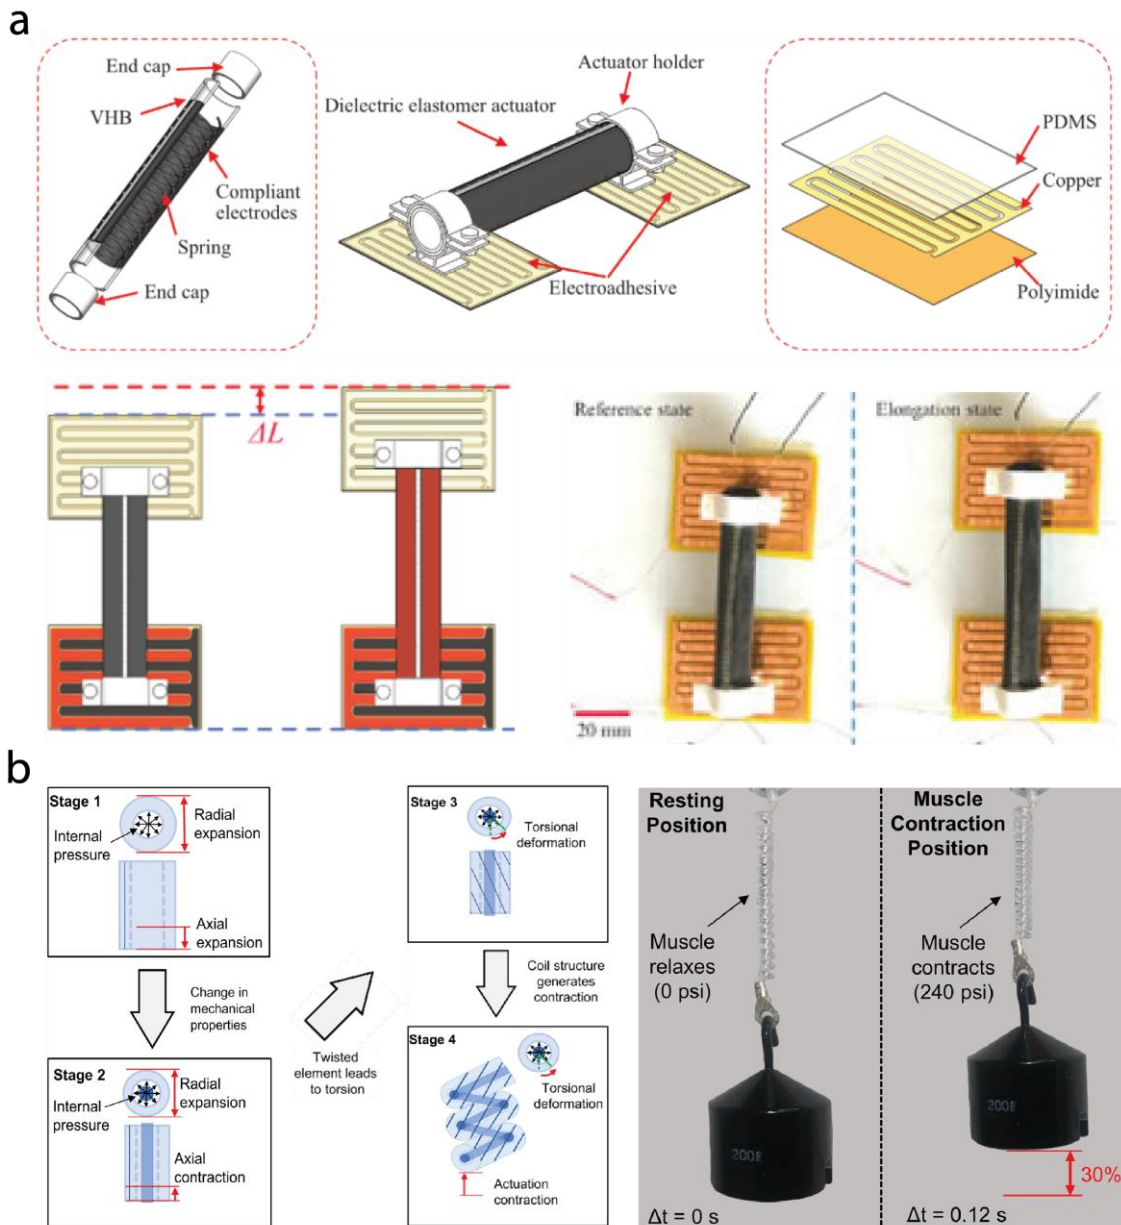 a
End cap
VHB
Compliant
electrodes
Spring
End cap
Dielectric elastomer actuator
Actuator holder
Electroadhesive
PDMS
Copper
Polyimide
ΔL
Reference state
Elongation state
20 mm
b
Stage 1
Internal
pressure
Radial
expansion
Axial
expansion
Change in
mechanical
properties
Stage 2
Internal
pressure
Radial
expansion
Axial
contraction
Twisted
element leads
to torsion
Stage 3
Torsional
deformation
Coil structure
generates
contraction
Stage 4
Torsional
deformation
Actuation
contraction
Resting
Position
Muscle
relaxes
(0 psi)
2001
Δt = 0 s
Muscle
Contraction
Position
Muscle
contracts
(240 psi)
2001
30%
Δt = 0.12 s